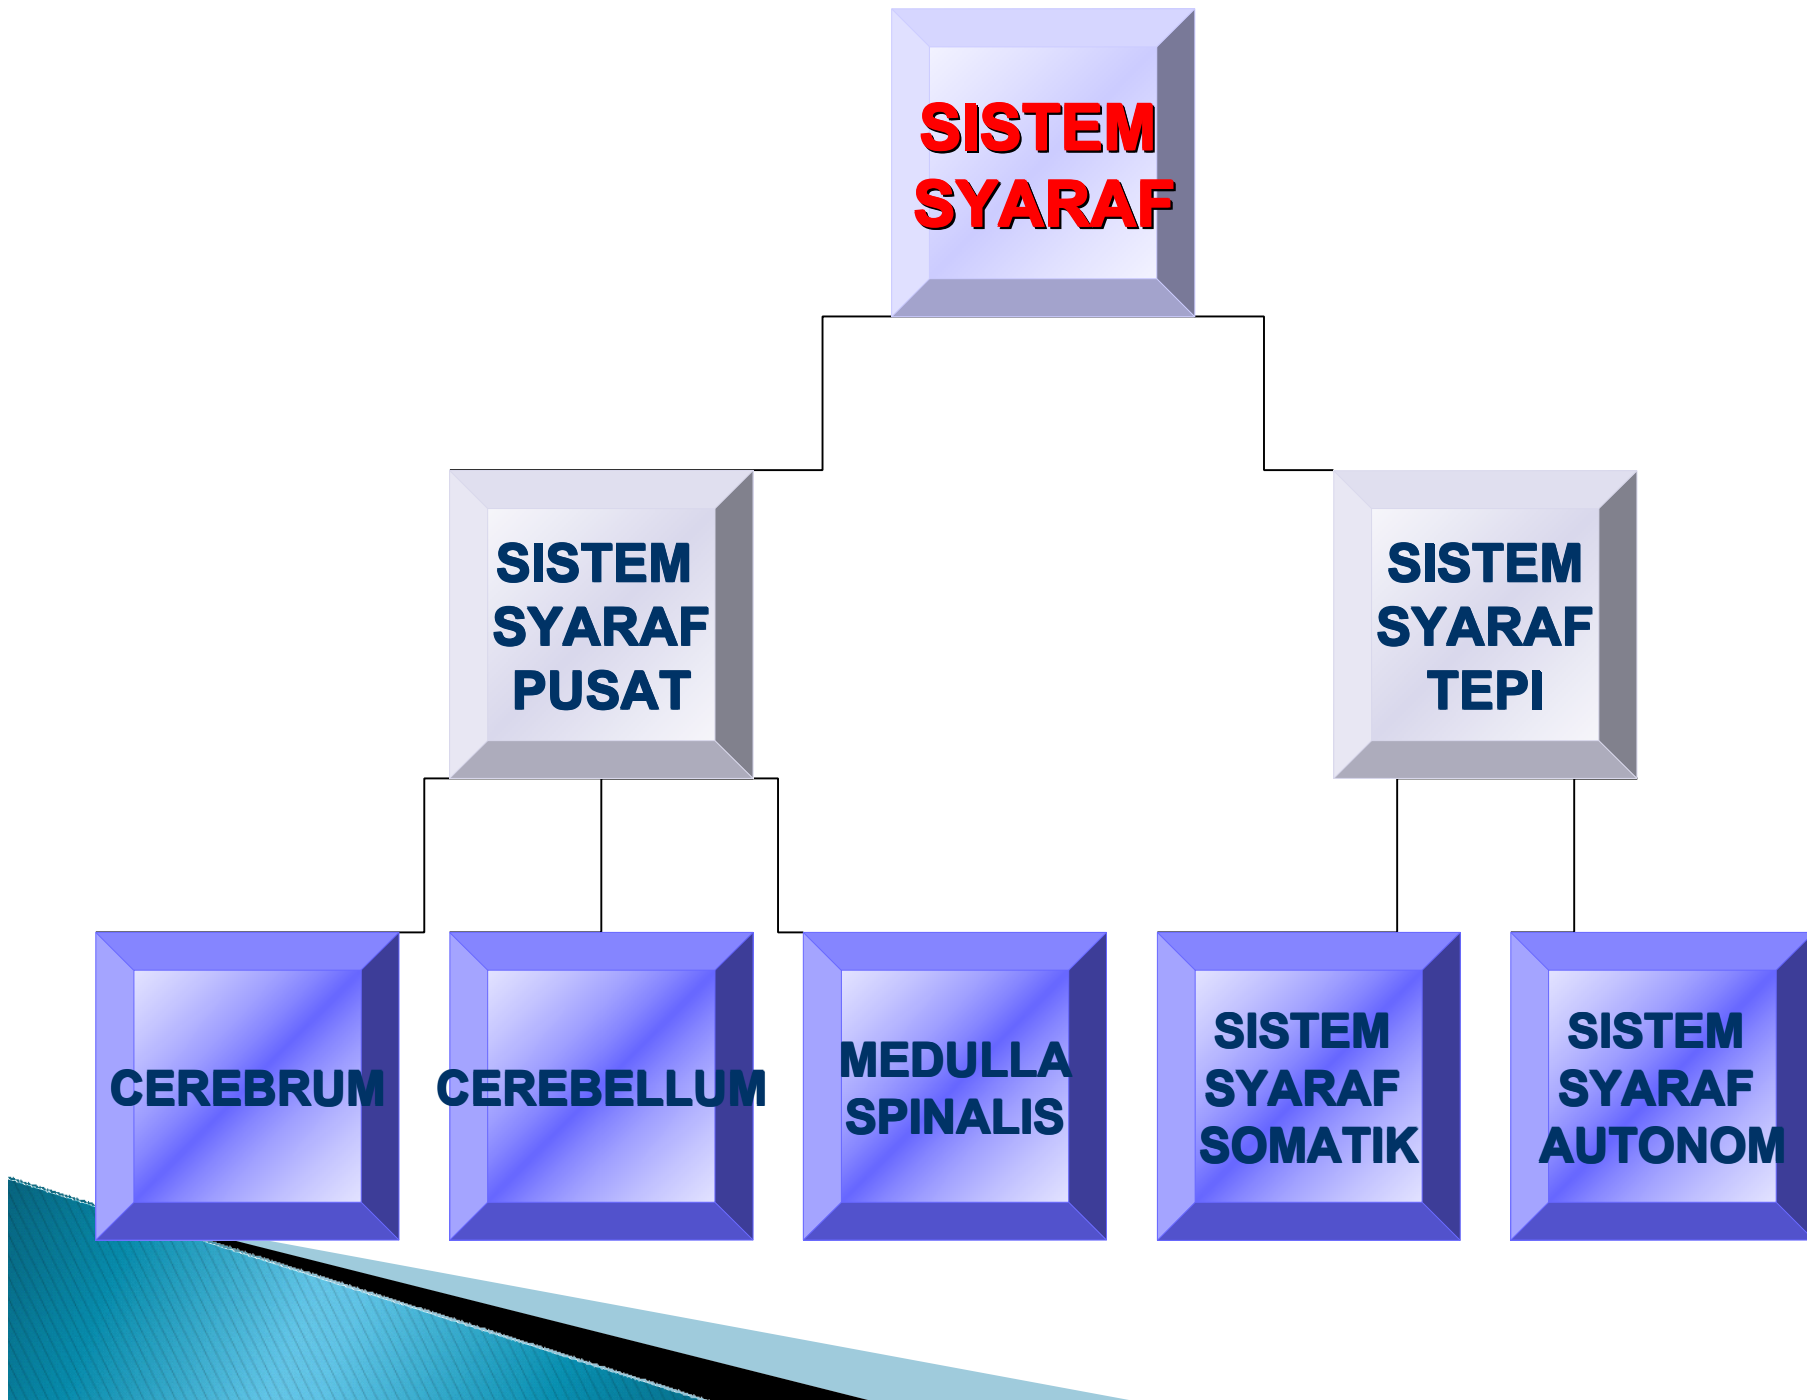 SISTEM
SYARAF
SISTEM
SYARAF
PUSAT
SISTEM
SYARAF
TEPI
CEREBRUM
CEREBELLUM
MEDULLA
SPINALIS
SISTEM
SYARAF
SOMATIK
SISTEM
SYARAF
AUTONOM